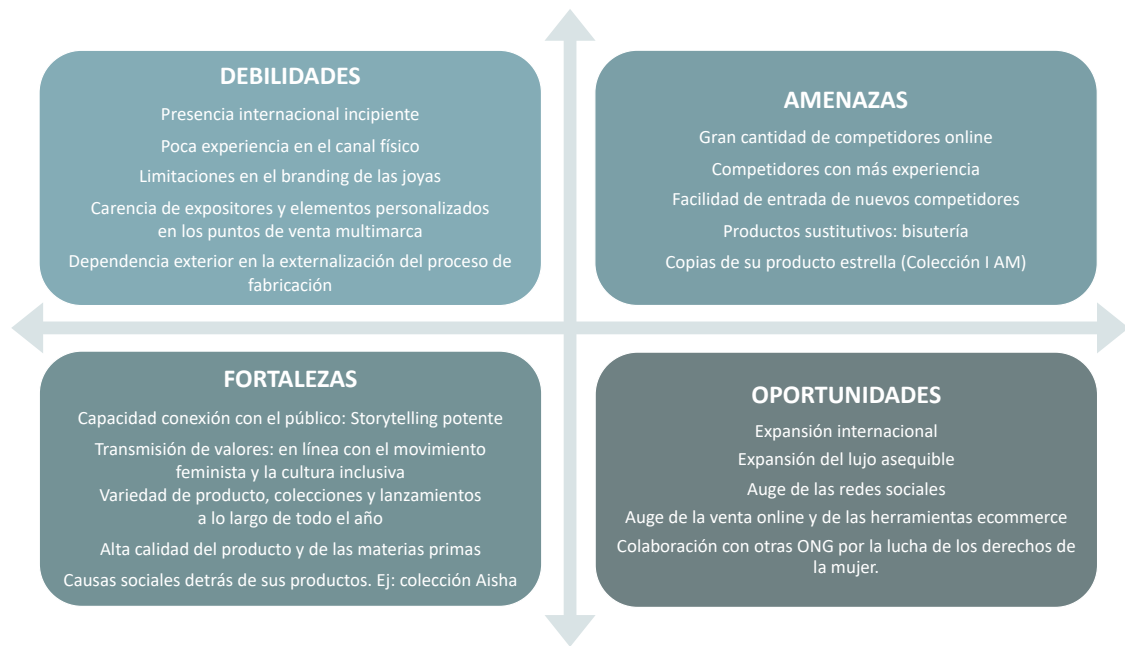 DEBILIDADES
Presencia internacional incipiente
Poca experiencia en el canal físico
Limitaciones en el branding de las joyas
Carencia de expositores y elementos personalizados
en los puntos de venta multimarca
Dependencia exterior en la externalización del proceso de
fabricación
AMENAZAS
Gran cantidad de competidores online
Competidores con más experiencia
Facilidad de entrada de nuevos competidores
Productos sustitutivos: bisutería
Copias de su producto estrella (Colección I AM)
FORTALEZAS
Capacidad conexión con el público: Storytelling potente
Transmisión de valores: en línea con el movimiento
feminista y la cultura inclusiva
Variedad de producto, colecciones y lanzamientos
a lo largo de todo el año
Alta calidad del producto y de las materias primas
Causas sociales detrás de sus productos. Ej: colección Aisha
OPORTUNIDADES
Expansión internacional
Expansión del lujo asequible
Auge de las redes sociales
Auge de la venta online y de las herramientas ecommerce
Colaboración con otras ONG por la lucha de los derechos de
la mujer.